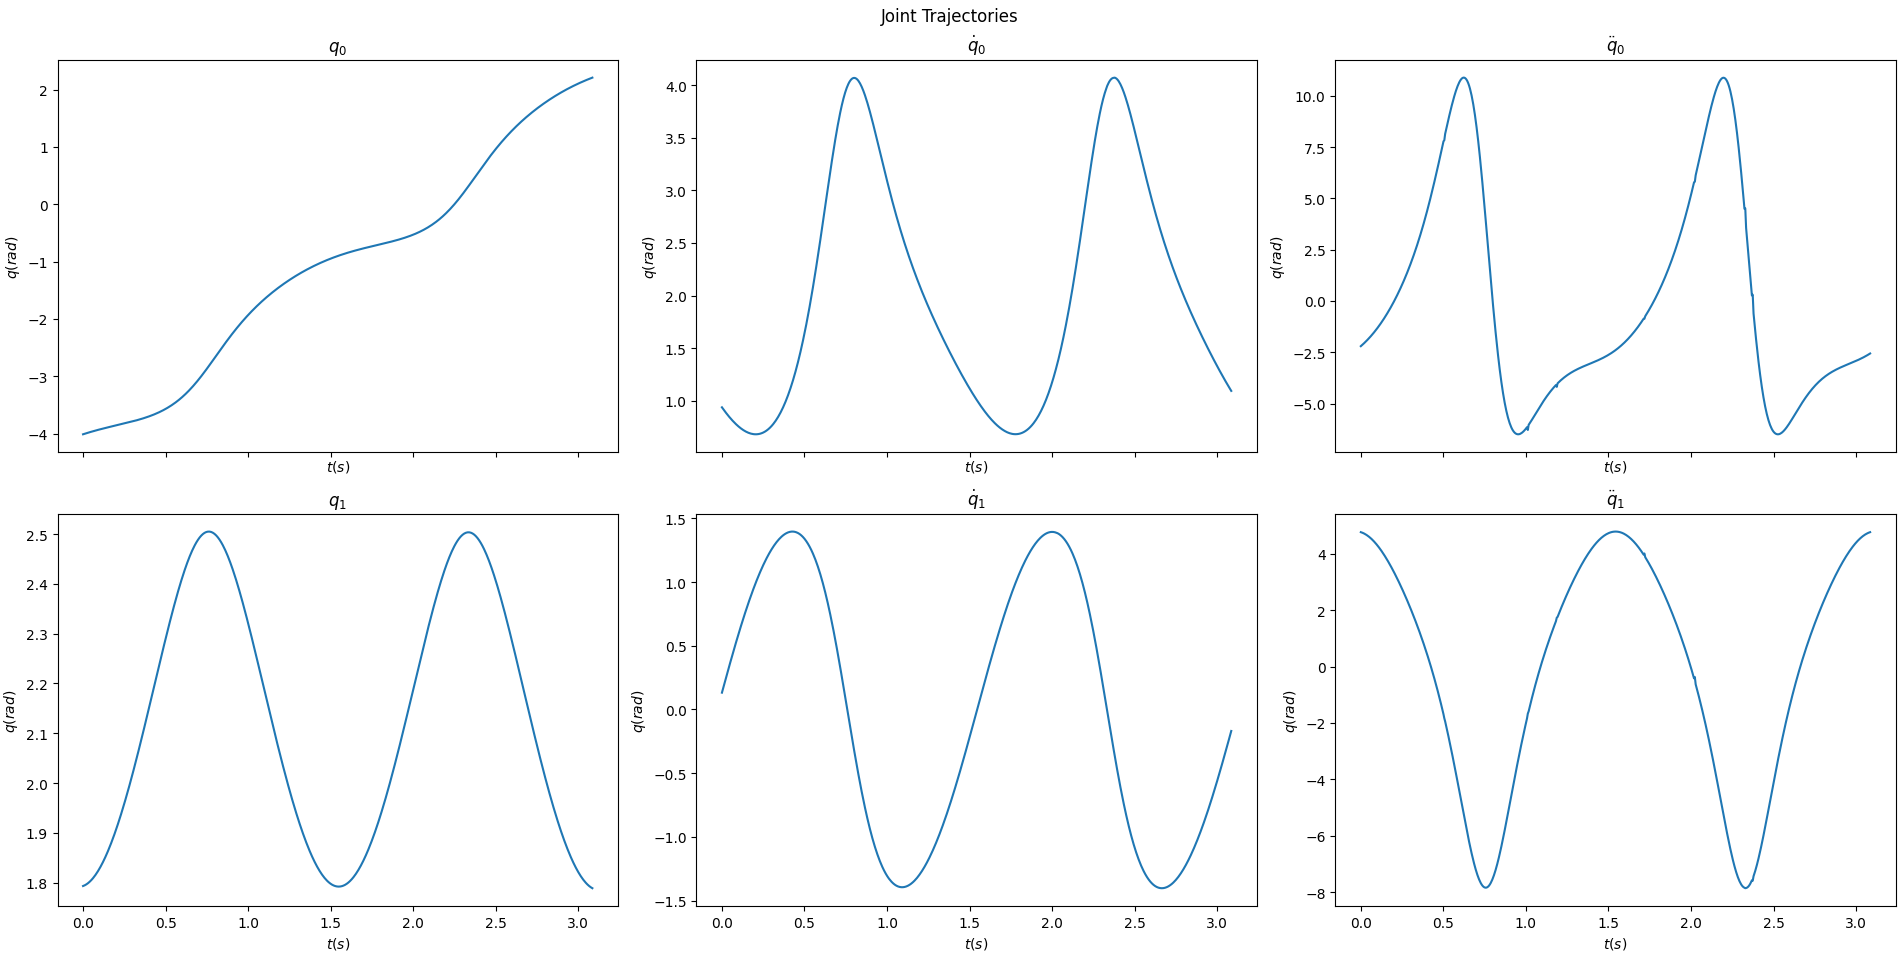 Joint Trajectories
q₀
q̇₀
q̈₀
q(rad)
2
1
0
−1
−2
−3
−4
t(s)
q(rad)
4.0
3.5
3.0
2.5
2.0
1.5
1.0
t(s)
q(rad)
10.0
7.5
5.0
2.5
0.0
−2.5
−5.0
t(s)
q₁
q̇₁
q̈₁
q(rad)
2.5
2.4
2.3
2.2
2.1
2.0
1.9
1.8
0.0 0.5 1.0 1.5 2.0 2.5 3.0
t(s)
q(rad)
1.5
1.0
0.5
0.0
−0.5
−1.0
−1.5
0.0 0.5 1.0 1.5 2.0 2.5 3.0
t(s)
q(rad)
4
2
0
−2
−4
−6
−8
0.0 0.5 1.0 1.5 2.0 2.5 3.0
t(s)